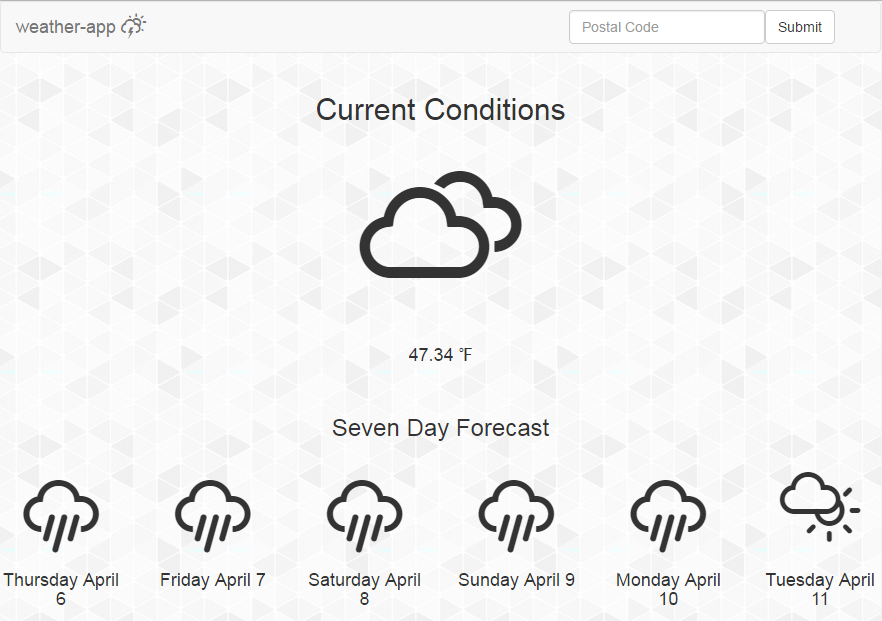 weather-app
Postal Code
Submit
Current Conditions
47.34 °F
Seven Day Forecast
Thursday April
6
Friday April 7
Saturday April
8
Sunday April 9
Monday April
10
Tuesday April
11